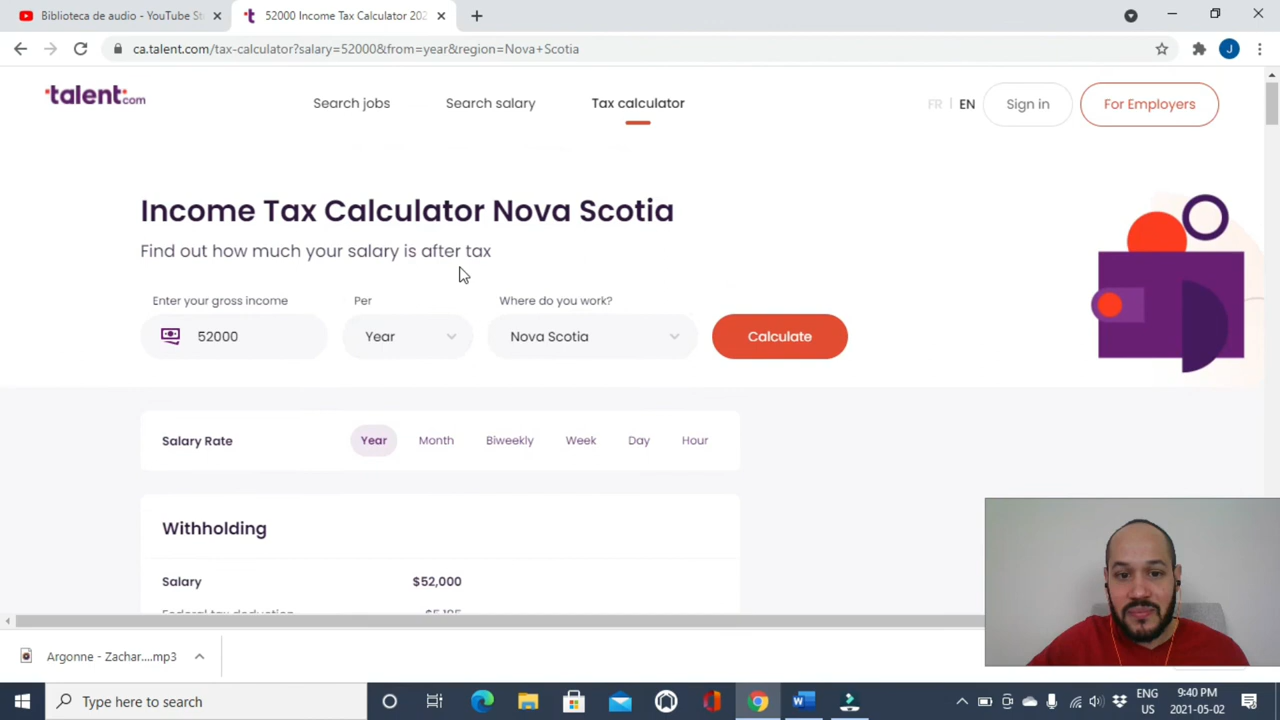 Biblioteca de audio - YouTube St
52000 Income Tax Calculator 202
ca.talent.com/tax-calculator?salary=52000&from=year&region=Nova+Scotia
J
talent.com
Search jobs
Search salary
Tax calculator
FR | EN
Sign in
For Employers
Income Tax Calculator Nova Scotia
Find out how much your salary is after tax
Enter your gross income
Per
Where do you work?
52000
Year
Nova Scotia
Calculate
Salary Rate
Year
Month
Biweekly
Week
Day
Hour
Withholding
Salary
$52,000
Federal tax deduction
Argonne - Zachar....mp3
Type here to search
ENG
US
9:40 PM
2021-05-02